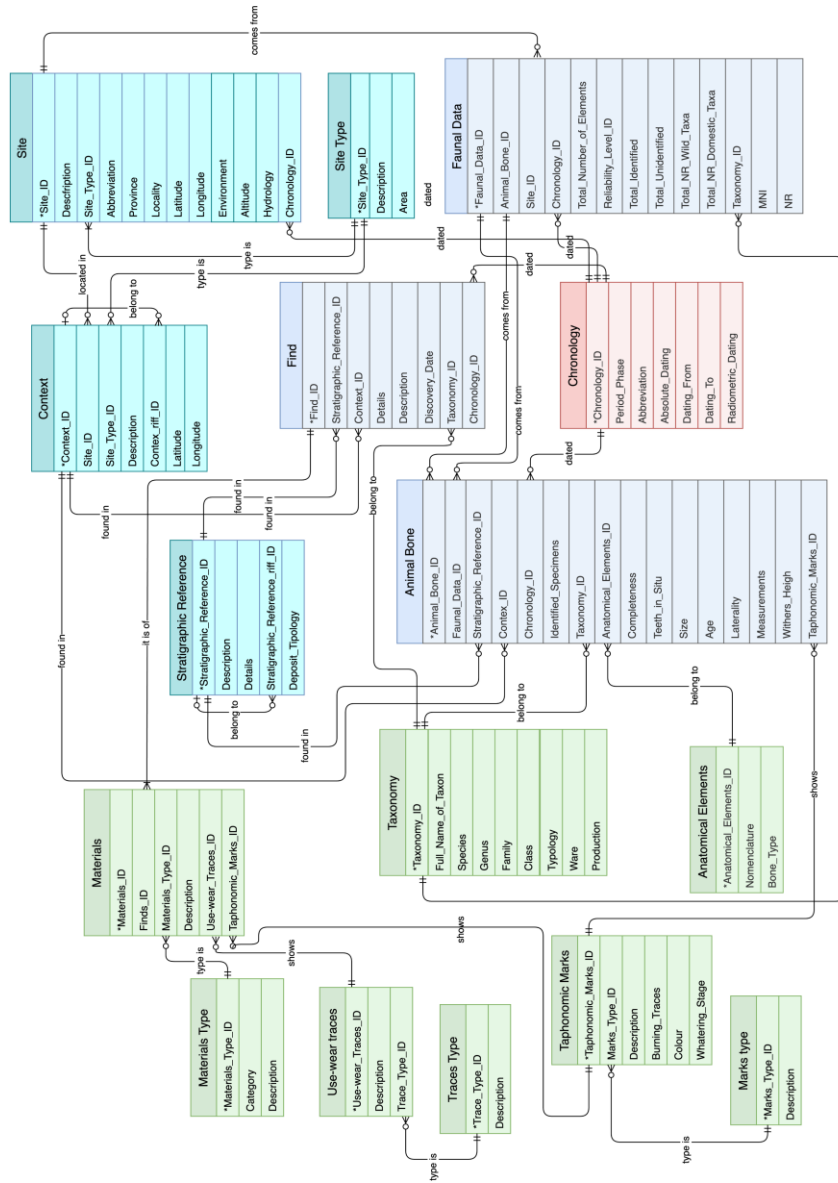 Site
*Site_ID
Descfription
Site_Type_ID
Abbreviation
Province
Locality
Latitude
Longitude
Environment
Altitude
Hydrology
Chronology_ID
comes from
Site Type
*Site_Type_ID
Description
Area
located in
type is
type is
belong to
dated
dated
Context
*Context_ID
Site_ID
Site_Type_ID
Description
Contex_riff_ID
Latitude
Longitude
found in
found in
Faunal Data
*Faunal_Data_ID
Animal_Bone_ID
Site_ID
Chronology_ID
Total_Number_of_Elements
Reliability_Level_ID
Total_Identified
Total_Unidentified
Total_NR_Wild_Taxa
Total_NR_Domestic_Taxa
Taxonomy_ID
MNI
NR
Find
*Find_ID
Stratigraphic_Reference_ID
Context_ID
Details
Description
Discovery_Date
Taxonomy_ID
Chronology_ID
it is of
found in
belong to
comes from
comes from
dated
dated
dated
Chronology
*Chronology_ID
Period_Phase
Abbreviation
Absolute_Dating
Dating_From
Dating_To
Radiometric_Dating
Stratigraphic Reference
*Stratigraphic_Reference_ID
Description
Details
Stratigraphic_Reference_riff_ID
Deposit_Tipology
belong to
found in
Animal Bone
*Animal_Bone_ID
Faunal_Data_ID
Stratigraphic_Reference_ID
Contex_ID
Chronology_ID
Identified_Specimens
Taxonomy_ID
Anatomical_Elements_ID
Completeness
Teeth_in_Situ
Size
Age
Laterality
Measurements
Withers_Heigh
Taphonomic_Marks_ID
belong to
belong to
shows
Materials
*Materials_ID
Finds_ID
Materials_Type_ID
Description
Use-wear_Traces_ID
Taphonomic_Marks_ID
type is
shows
shows
Taxonomy
*Taxonomy_ID
Full_Name_of_Taxon
Species
Genus
Family
Class
Typology
Ware
Production
Anatomical Elements
*Anatomical_Elements_ID
Nomenclature
Bone_Type
Materials Type
*Materials_Type_ID
Category
Description
Use-wear traces
*Use-wear_Traces_ID
Description
Trace_Type_ID
type is
Traces Type
*Trace_Type_ID
Description
Taphonomic Marks
*Taphonomic_Marks_ID
Marks_Type_ID
Description
Burning_Traces
Colour
Whatering_Stage
type is
Marks type
*Marks_Type_ID
Description